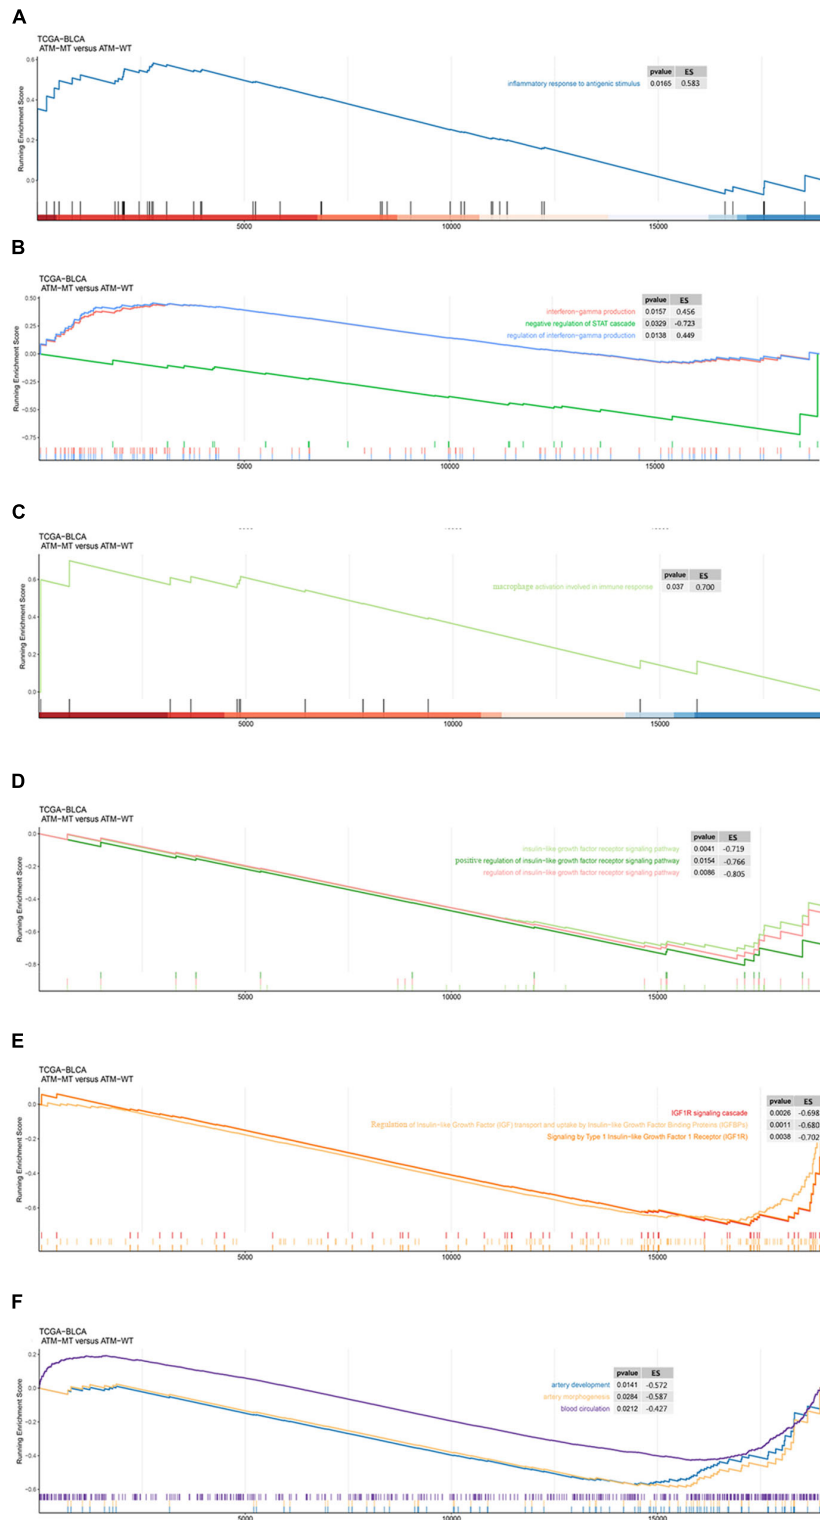 A
TCGA-BLCA
ATM-MT versus ATM-WT
Running Enrichment Score
0.6
0.4
0.2
0.0
pvalue ES
inflammatory response to antigenic stimulus 0.0165 0.583
5000 10000 15000
B
TCGA-BLCA
ATM-MT versus ATM-WT
Running Enrichment Score
0.50
0.25
0.00
-0.25
-0.50
-0.75
pvalue ES
interferon-gamma production 0.0157 0.456
negative regulation of STAT cascade 0.0329 -0.723
regulation of interferon-gamma production 0.0138 0.449
5000 10000 15000
C
TCGA-BLCA
ATM-MT versus ATM-WT
Running Enrichment Score
0.6
0.4
0.2
0.0
pvalue ES
macrophage activation involved in immune response 0.037 0.700
5000 10000 15000
D
TCGA-BLCA
ATM-MT versus ATM-WT
Running Enrichment Score
0.0
-0.2
-0.4
-0.6
-0.8
pvalue ES
insulin-like growth factor receptor signaling pathway 0.0041 -0.719
positive regulation of insulin-like growth factor receptor signaling pathway 0.0154 -0.766
regulation of insulin-like growth factor receptor signaling pathway 0.0086 -0.805
5000 10000 15000
E
TCGA-BLCA
ATM-MT versus ATM-WT
Running Enrichment Score
0.0
-0.2
-0.4
-0.6
pvalue ES
IGF1R signaling cascade 0.0026 -0.698
Regulation of Insulin-like Growth Factor (IGF) transport and uptake by Insulin-like Growth Factor Binding Proteins (IGFBPs) 0.0011 -0.680
Signaling by Type 1 Insulin-like Growth Factor 1 Receptor (IGF1R) 0.0038 -0.702
5000 10000 15000
F
TCGA-BLCA
ATM-MT versus ATM-WT
Running Enrichment Score
0.2
0.0
-0.2
-0.4
-0.6
pvalue ES
artery development 0.0141 -0.572
artery morphogenesis 0.0284 -0.587
blood circulation 0.0212 -0.427
5000 10000 15000